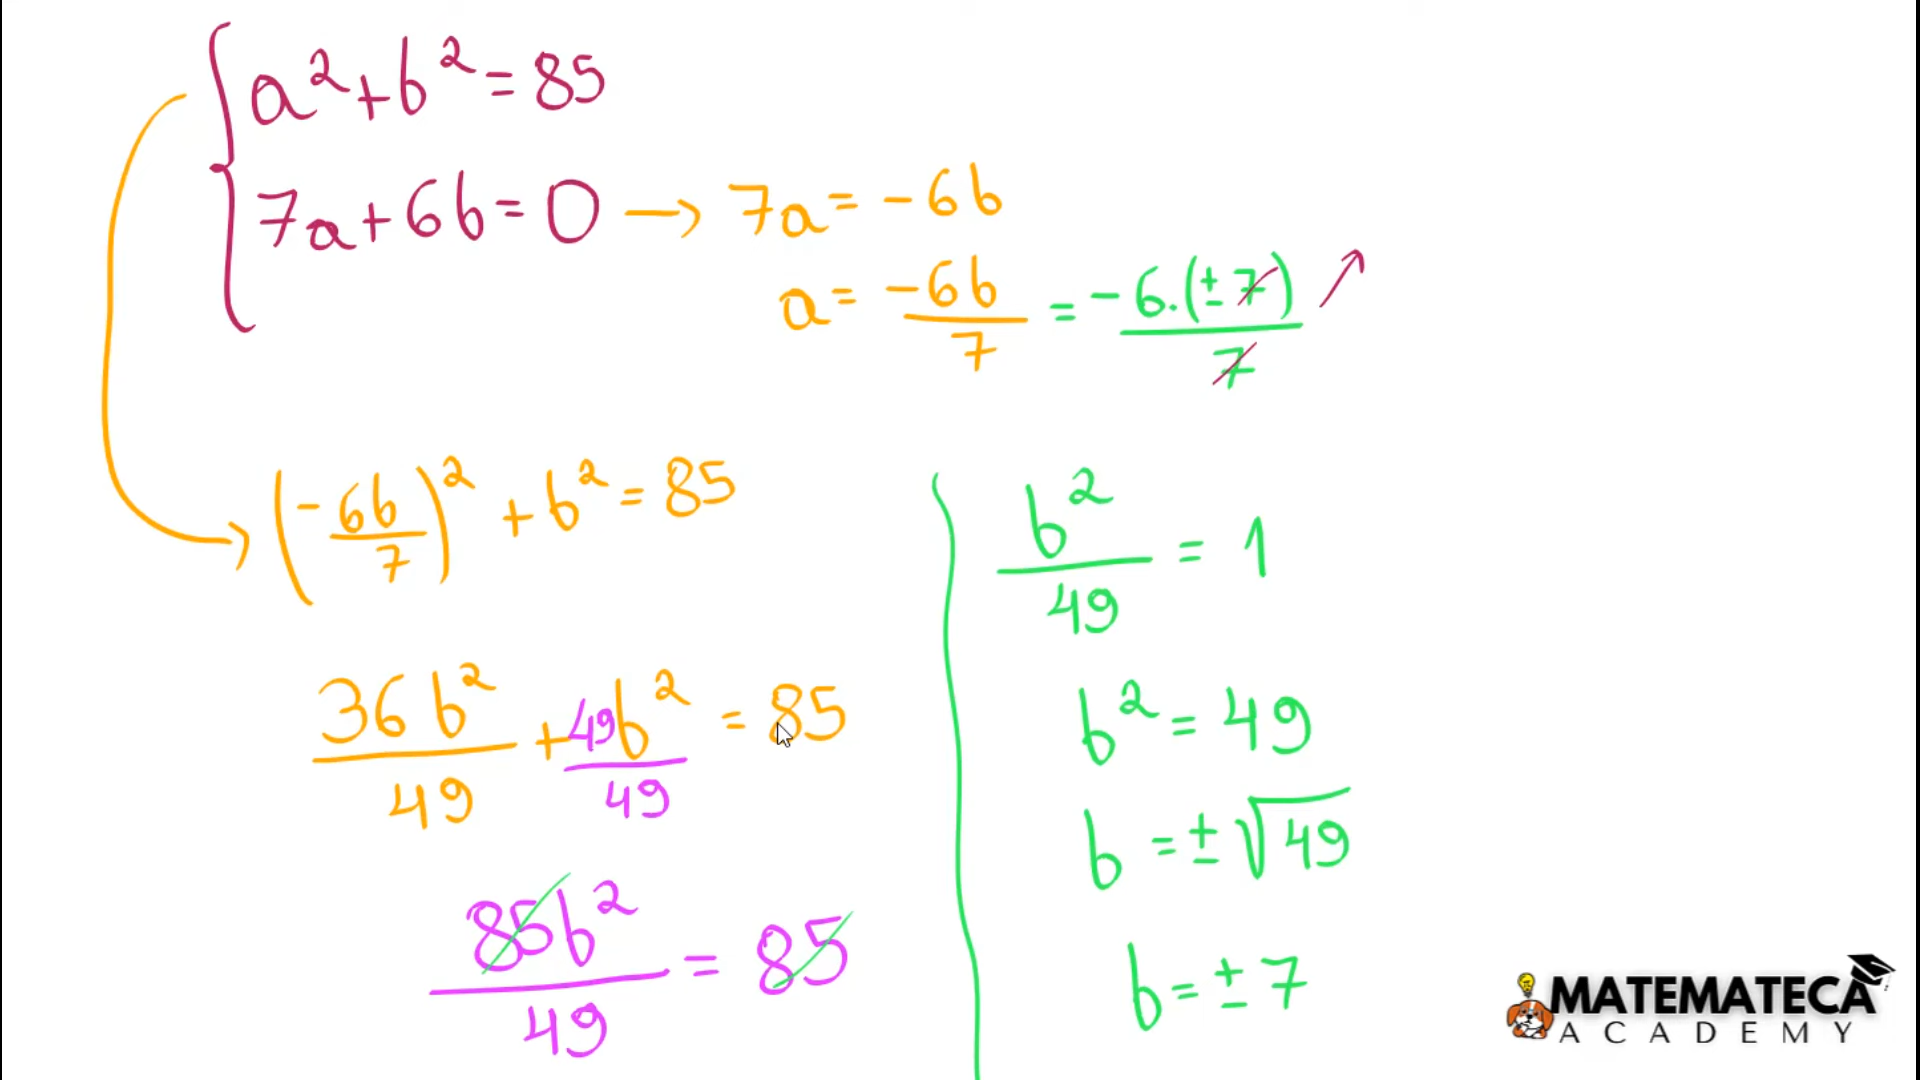 a² + b² = 85
7a + 6b = 0 → 7a = -6b
a = -6b/7 = -6·(±7)/7 ↗
(-6b/7)² + b² = 85
36b²/49 + 49b²/49 = 85
85b²/49 = 85
b²/49 = 1
b² = 49
b = ±√49
b = ±7
MATEMATECA
ACADEMY